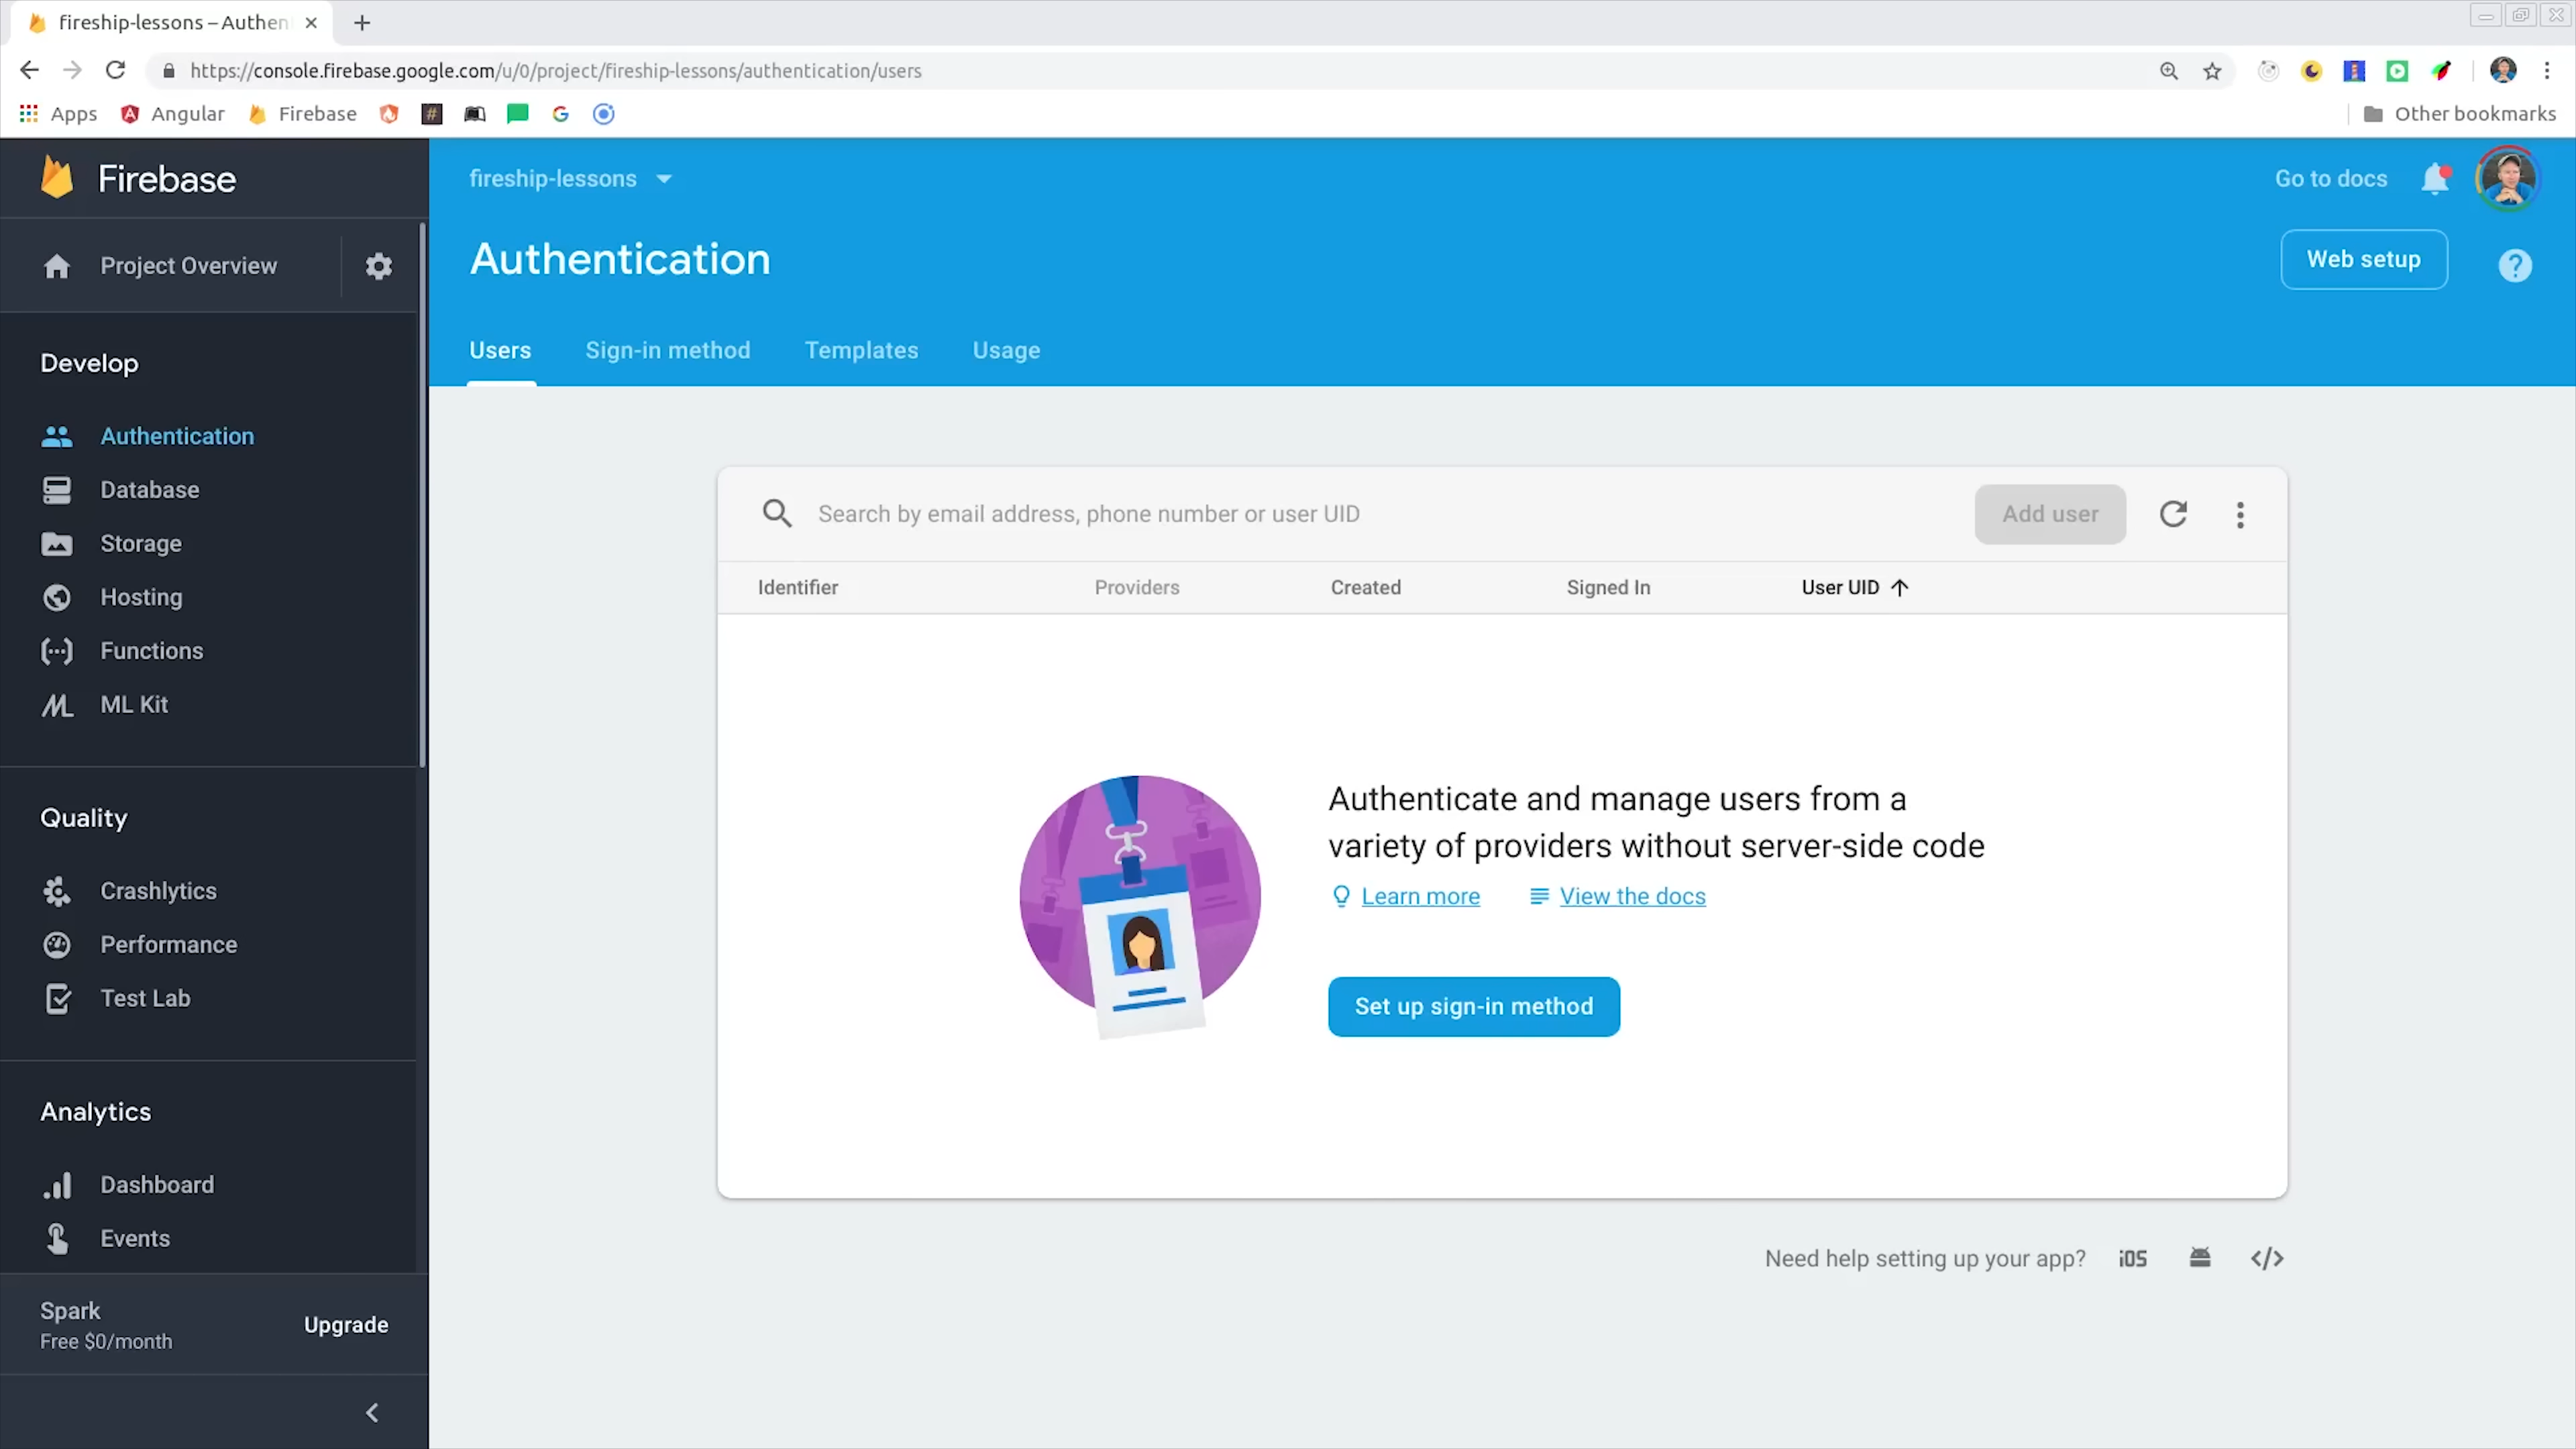 fireship-lessons – Authen
https://console.firebase.google.com/u/0/project/fireship-lessons/authentication/users
Apps
Angular
Firebase
#
G
Other bookmarks
Firebase
fireship-lessons
Go to docs
Project Overview
Authentication
Web setup
?
Users
Sign-in method
Templates
Usage
Develop
Authentication
Database
Storage
Hosting
Functions
ML Kit
Quality
Crashlytics
Performance
Test Lab
Analytics
Dashboard
Events
Spark
Free $0/month
Upgrade
Search by email address, phone number or user UID
Add user
Identifier
Providers
Created
Signed In
User UID
Authenticate and manage users from a
variety of providers without server-side code
Learn more
View the docs
Set up sign-in method
Need help setting up your app?
iOS
</>